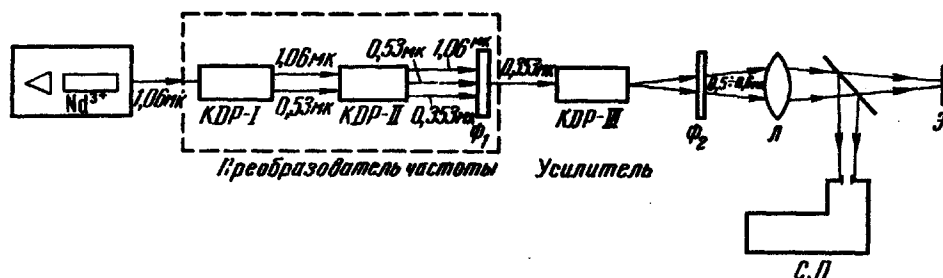 Nd³⁺
1,06мк
KDP-I
1,06мк
0,53мк
KDP-II
0,53мк
1,06мк
0,353мк
Ф₁
0,353мк
KDP-III
Ф₂
Л
Э
Преобразователь частоты
Усилитель
С.П